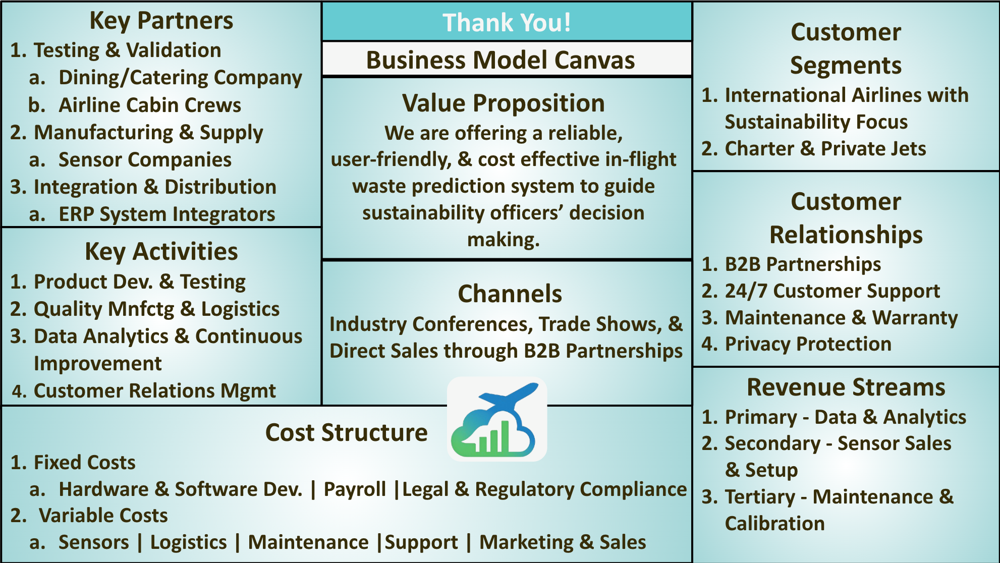 Key Partners
1. Testing & Validation
a. Dining/Catering Company
b. Airline Cabin Crews
2. Manufacturing & Supply
a. Sensor Companies
3. Integration & Distribution
a. ERP System Integrators
Key Activities
1. Product Dev. & Testing
2. Quality Mnfctg & Logistics
3. Data Analytics & Continuous
Improvement
4. Customer Relations Mgmt
Thank You!
Business Model Canvas
Value Proposition
We are offering a reliable,
user-friendly, & cost effective in-flight
waste prediction system to guide
sustainability officers’ decision
making.
Channels
Industry Conferences, Trade Shows, &
Direct Sales through B2B Partnerships
Customer
Segments
1. International Airlines with
Sustainability Focus
2. Charter & Private Jets
Customer
Relationships
1. B2B Partnerships
2. 24/7 Customer Support
3. Maintenance & Warranty
4. Privacy Protection
Cost Structure
1. Fixed Costs
a. Hardware & Software Dev. | Payroll |Legal & Regulatory Compliance
2. Variable Costs
a. Sensors | Logistics | Maintenance |Support | Marketing & Sales
Revenue Streams
1. Primary - Data & Analytics
2. Secondary - Sensor Sales
& Setup
3. Tertiary - Maintenance &
Calibration